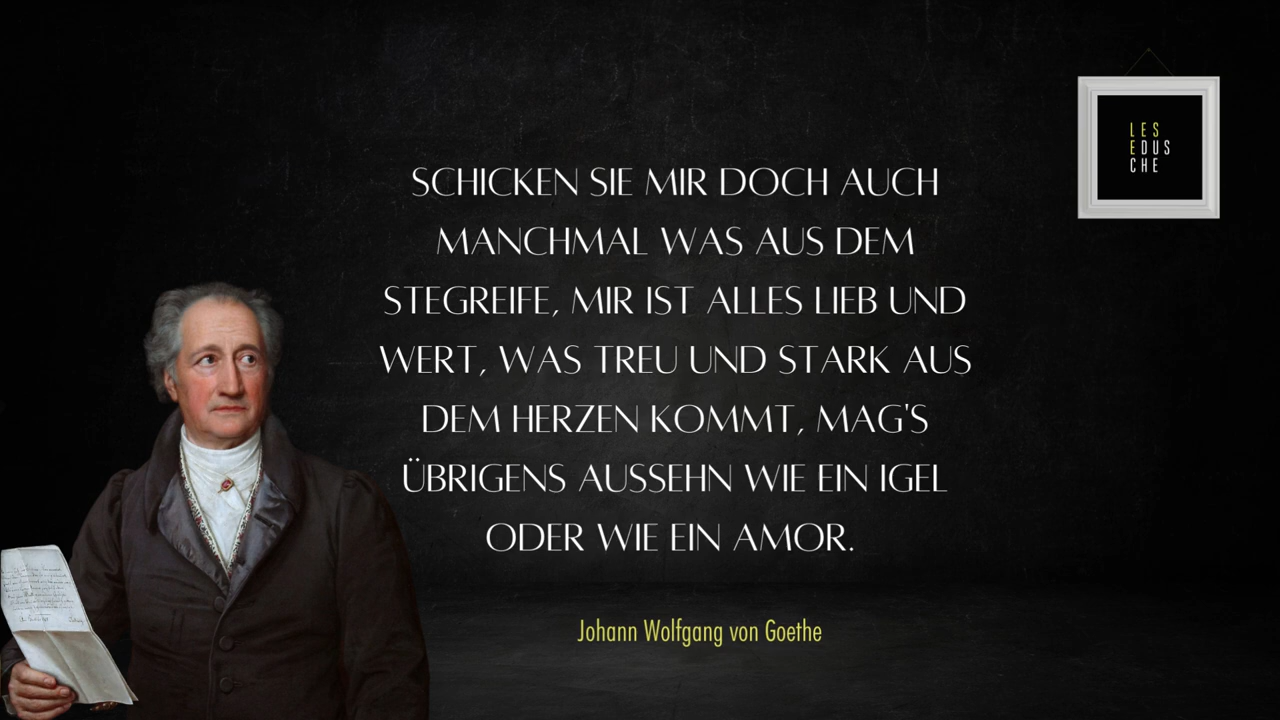 LES
EDUS
CHE
SCHICKEN SIE MIR DOCH AUCH
MANCHMAL WAS AUS DEM
STEGREIFE, MIR IST ALLES LIEB UND
WERT, WAS TREU UND STARK AUS
DEM HERZEN KOMMT, MAG'S
ÜBRIGENS AUSSEHN WIE EIN IGEL
ODER WIE EIN AMOR.
Johann Wolfgang von Goethe